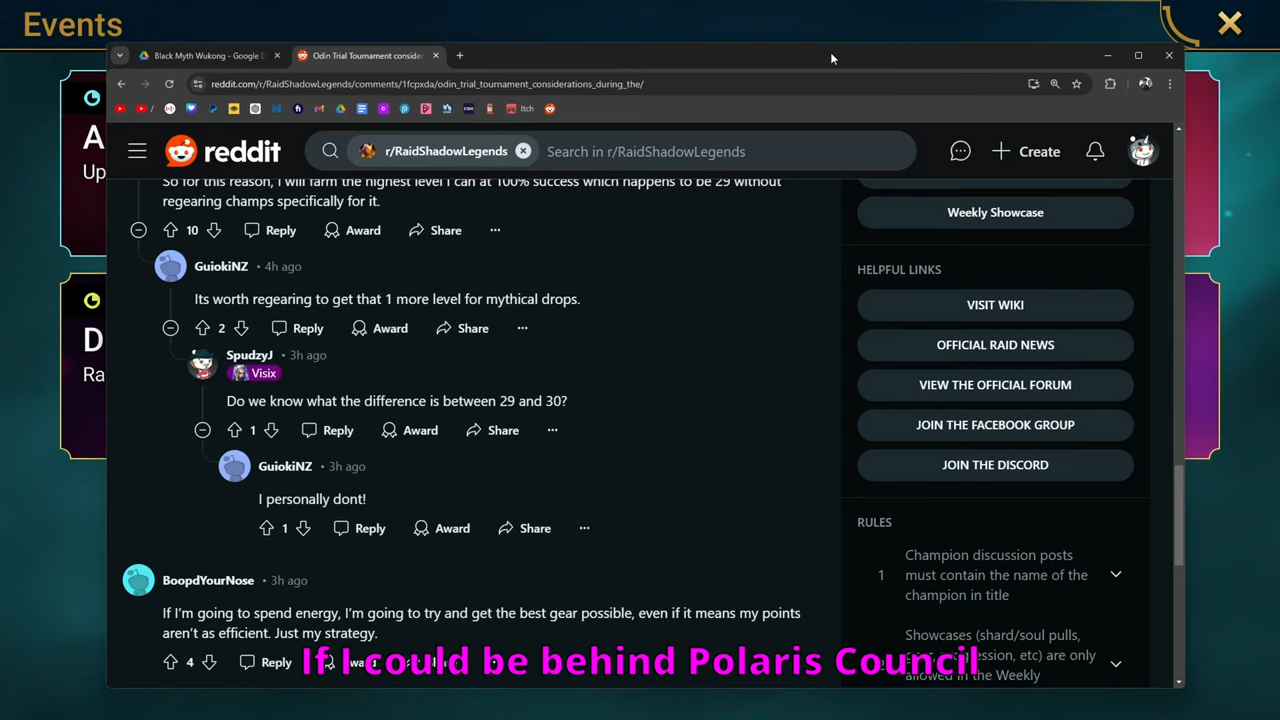 Events
Black Myth Wukong - Google D
Odin Trial Tournament consider
reddit.com/r/RaidShadowLegends/comments/1fcpxda/odin_trial_tournament_considerations_during_the/
Itch
reddit
r/RaidShadowLegends
Search in r/RaidShadowLegends
Create
A
Up
D
Ra
So for this reason, I will farm the highest level I can at 100% success which happens to be 29 without
regearing champs specifically for it.
10 Reply Award Share
GuiokiNZ • 4h ago
Its worth regearing to get that 1 more level for mythical drops.
2 Reply Award Share
SpudzyJ • 3h ago
Visix
Do we know what the difference is between 29 and 30?
1 Reply Award Share
GuiokiNZ • 3h ago
I personally dont!
1 Reply Award Share
BoopdYourNose • 3h ago
If I'm going to spend energy, I'm going to try and get the best gear possible, even if it means my points
aren't as efficient. Just my strategy.
4 Reply
If I could be behind Polaris Council
Weekly Showcase
HELPFUL LINKS
VISIT WIKI
OFFICIAL RAID NEWS
VIEW THE OFFICIAL FORUM
JOIN THE FACEBOOK GROUP
JOIN THE DISCORD
RULES
1 Champion discussion posts
must contain the name of the
champion in title
Showcases (shard/soul pulls,
etc) are only
allowed in the Weekly